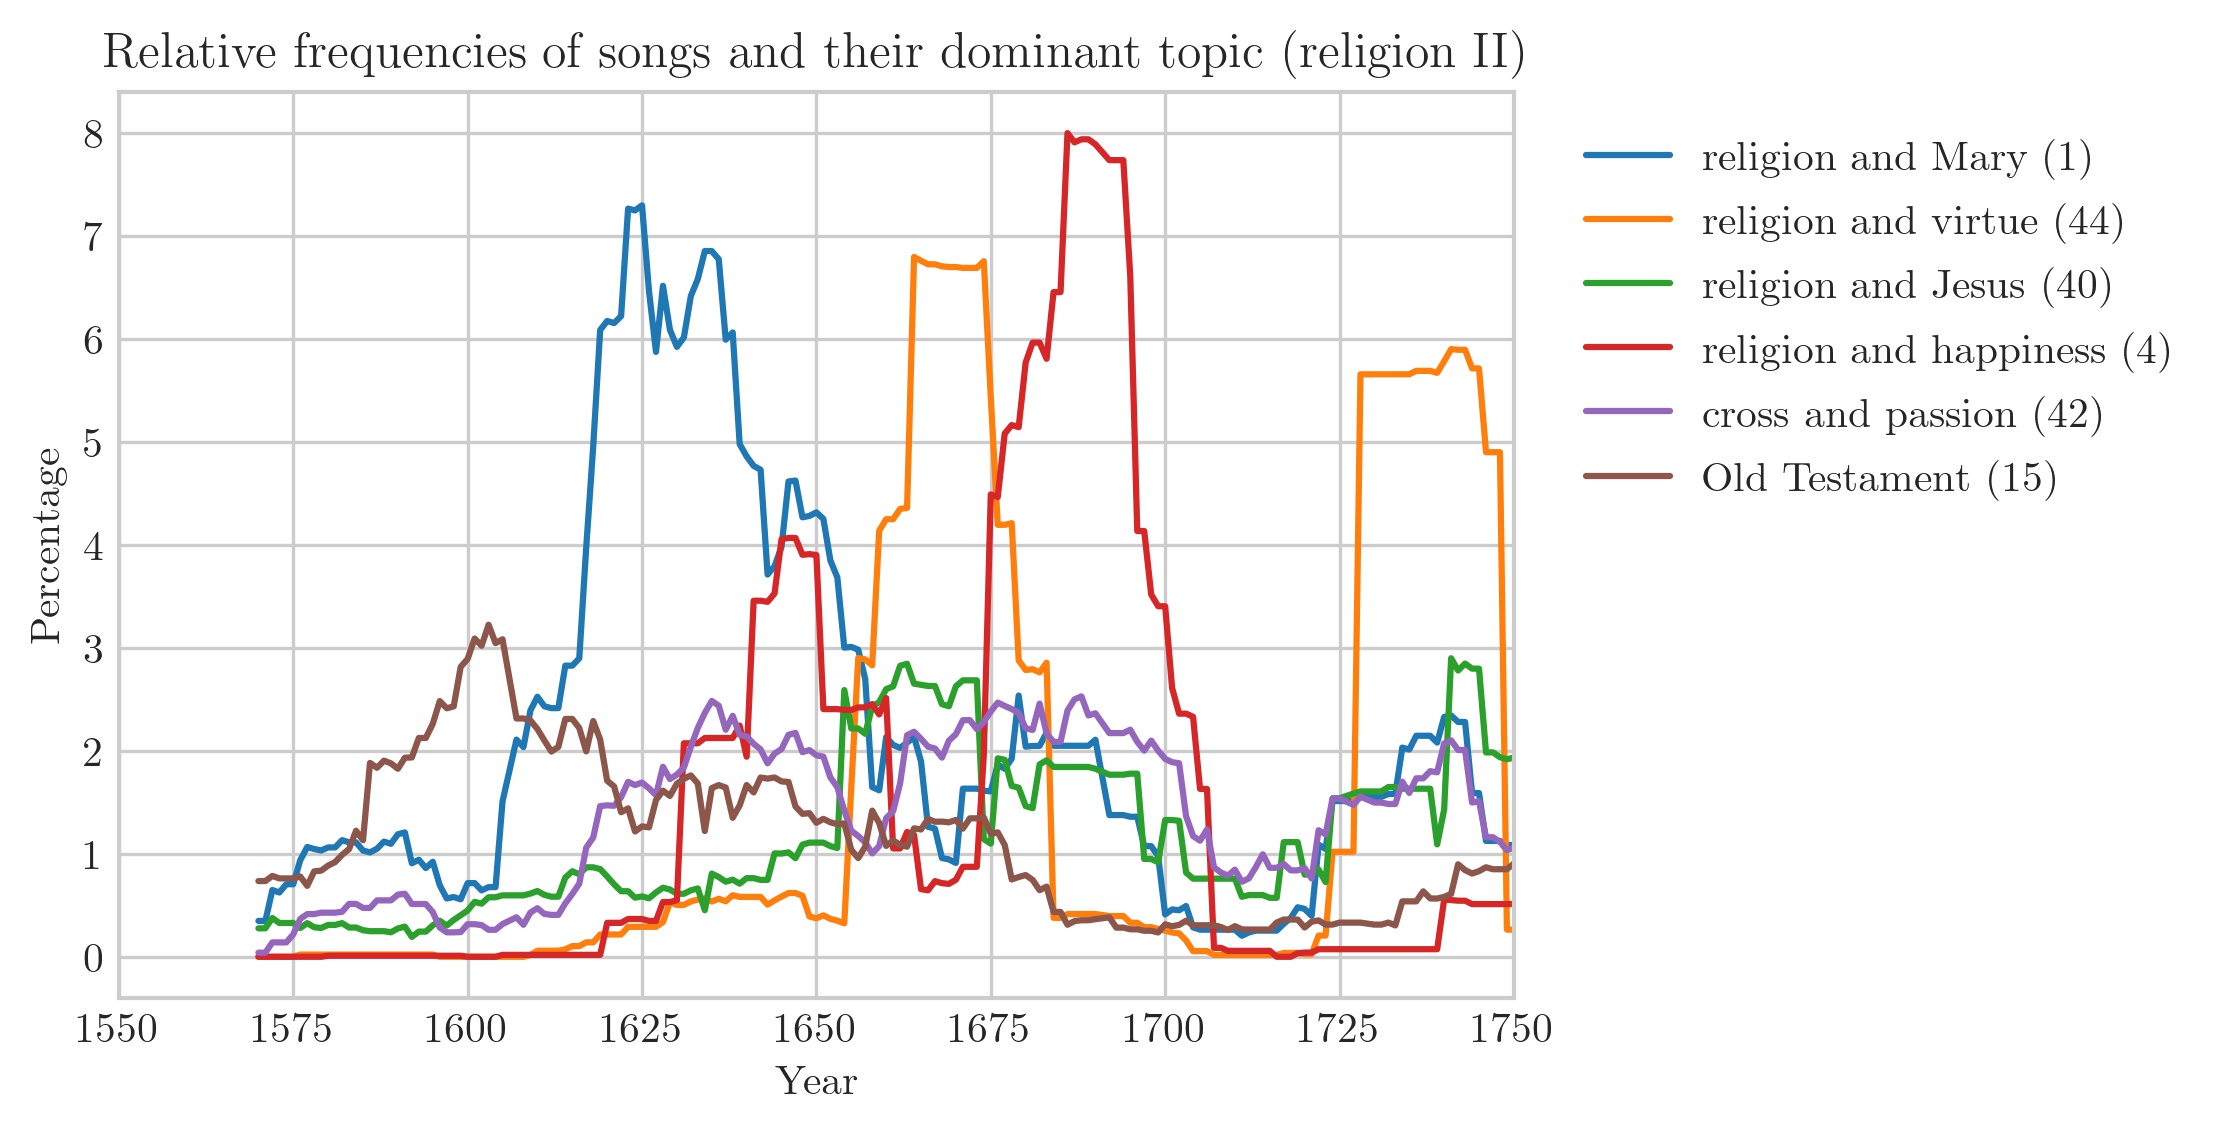 Relative frequencies of songs and their dominant topic (religion II)
8
7
6
5
4
3
2
1
0
Percentage
1550
1575
1600
1625
1650
1675
1700
1725
1750
Year
religion and Mary (1)
religion and virtue (44)
religion and Jesus (40)
religion and happiness (4)
cross and passion (42)
Old Testament (15)